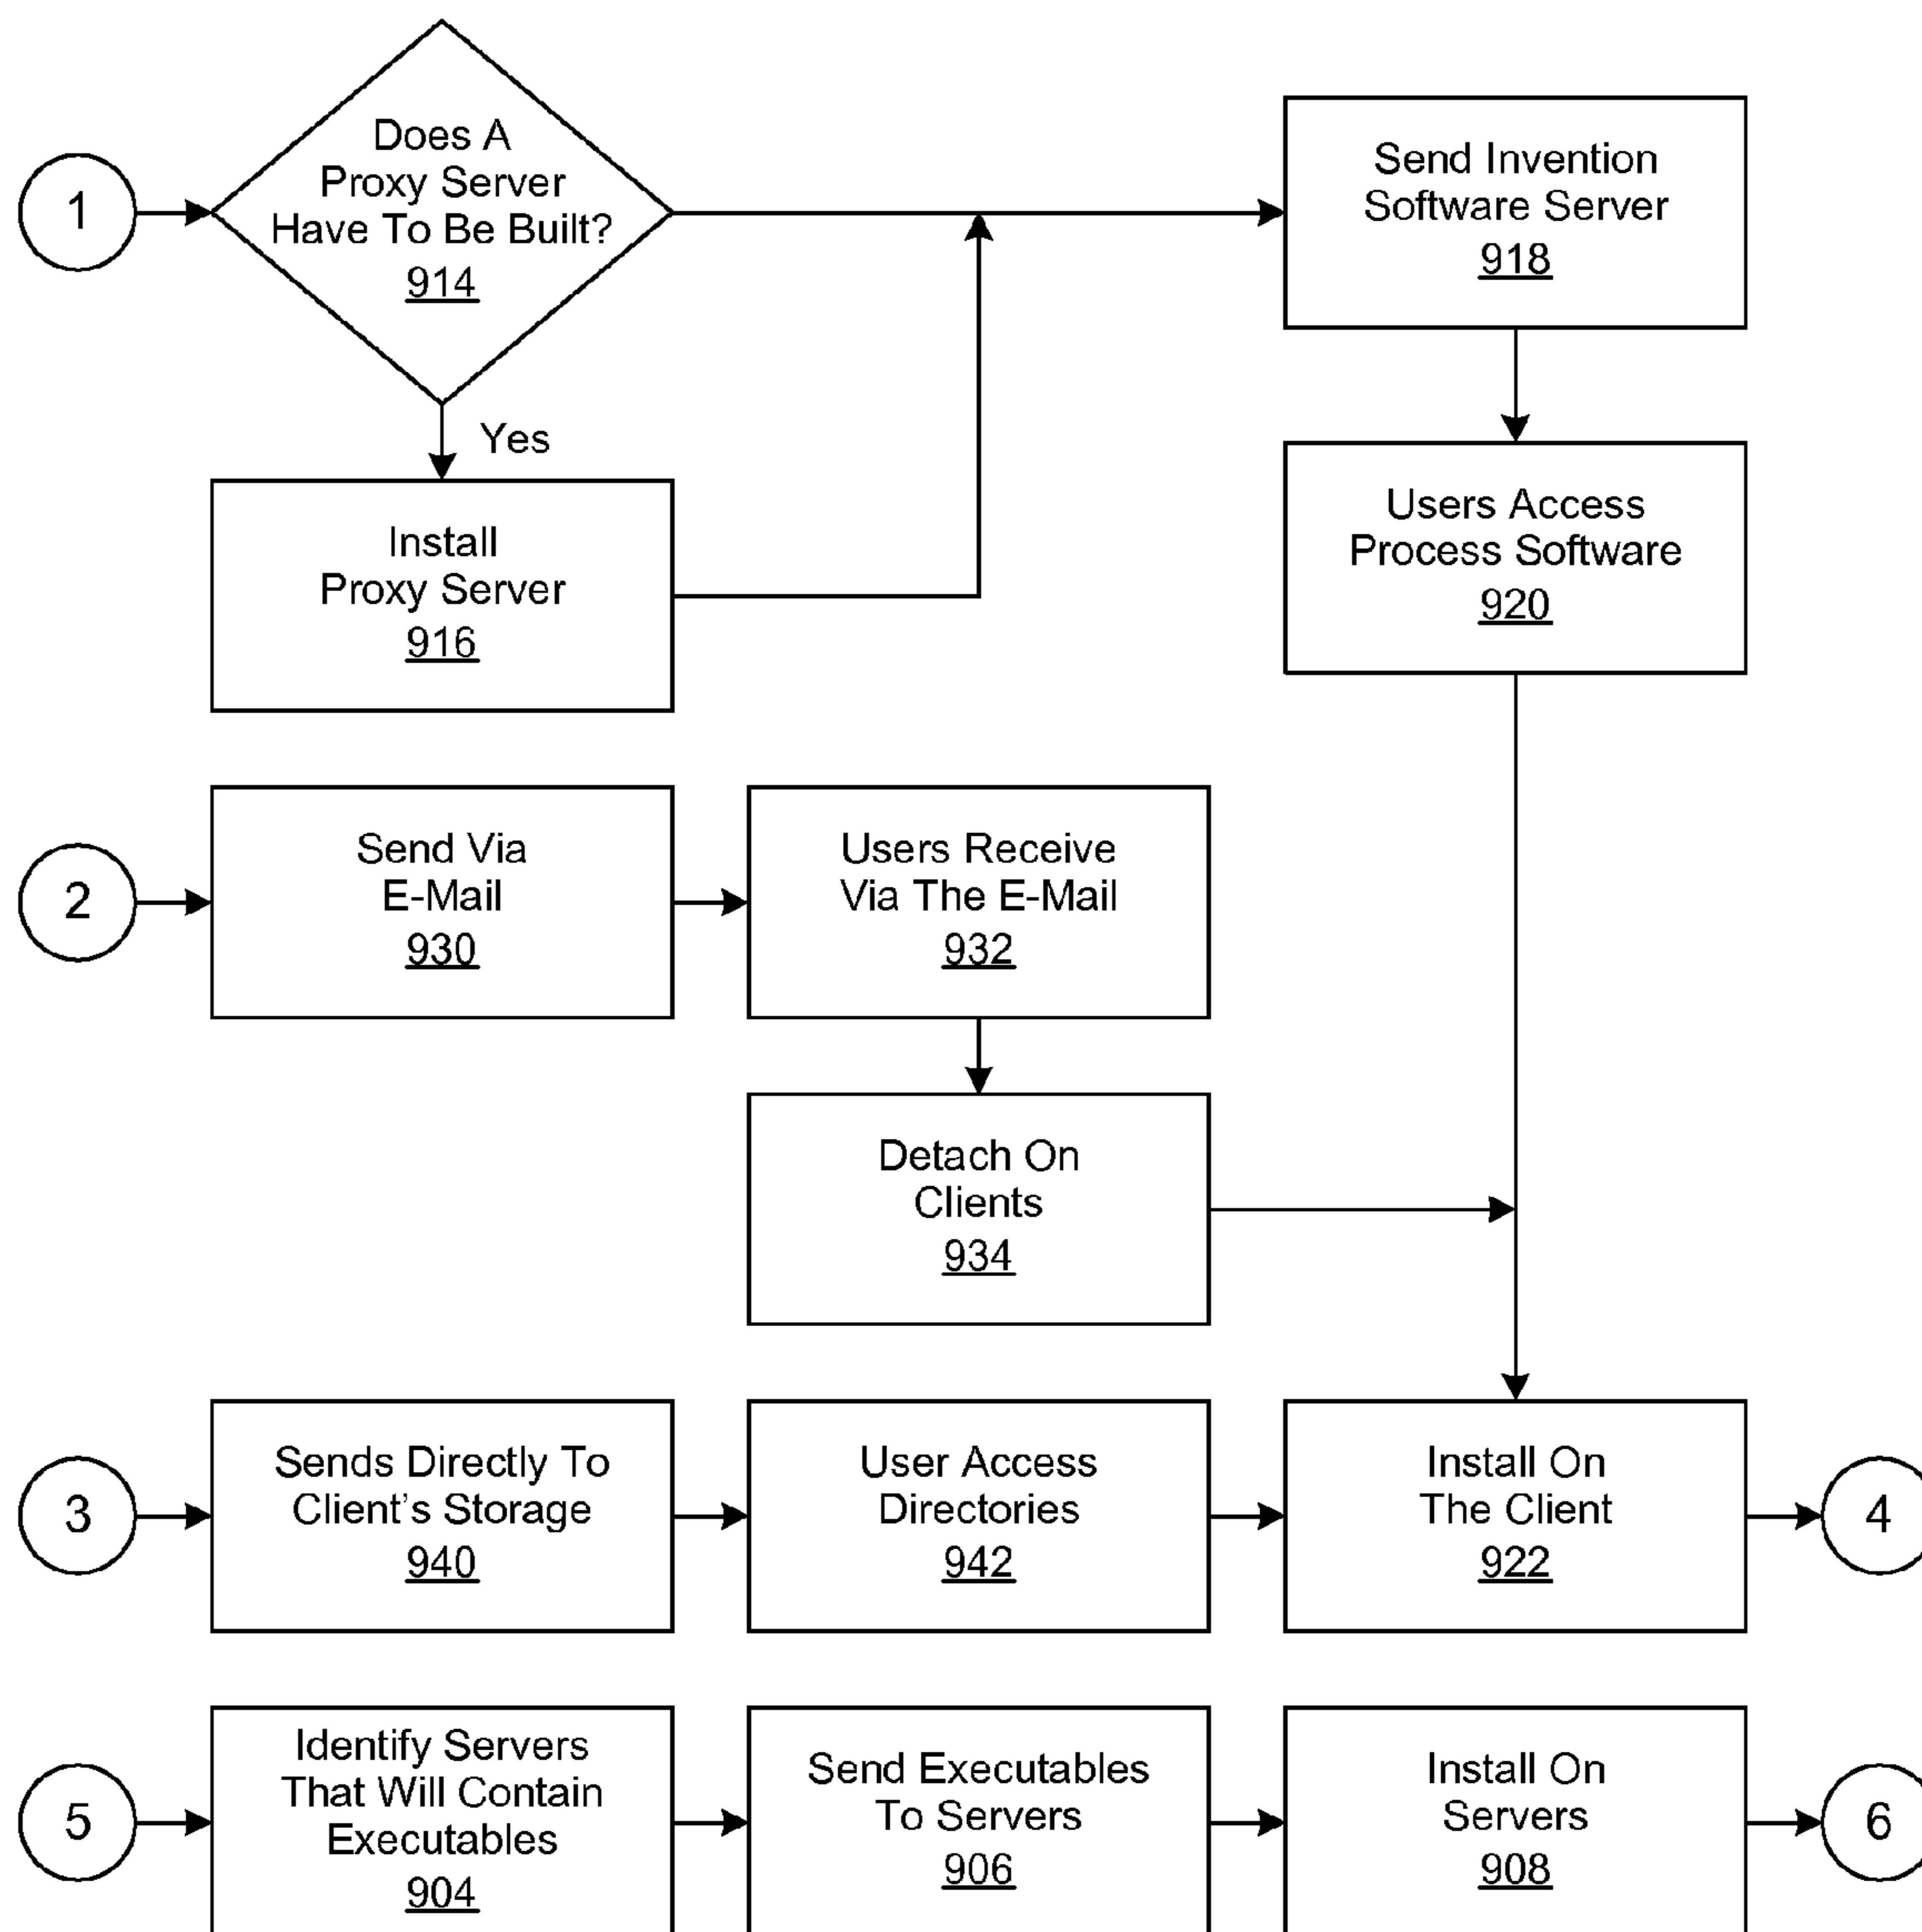 1
Does A
Proxy Server
Have To Be Built?
914
Send Invention
Software Server
918
Yes
Install
Proxy Server
916
Users Access
Process Software
920
2
Send Via
E-Mail
930
Users Receive
Via The E-Mail
932
Detach On
Clients
934
3
Sends Directly To
Client's Storage
940
User Access
Directories
942
Install On
The Client
922
4
5
Identify Servers
That Will Contain
Executables
904
Send Executables
To Servers
906
Install On
Servers
908
6